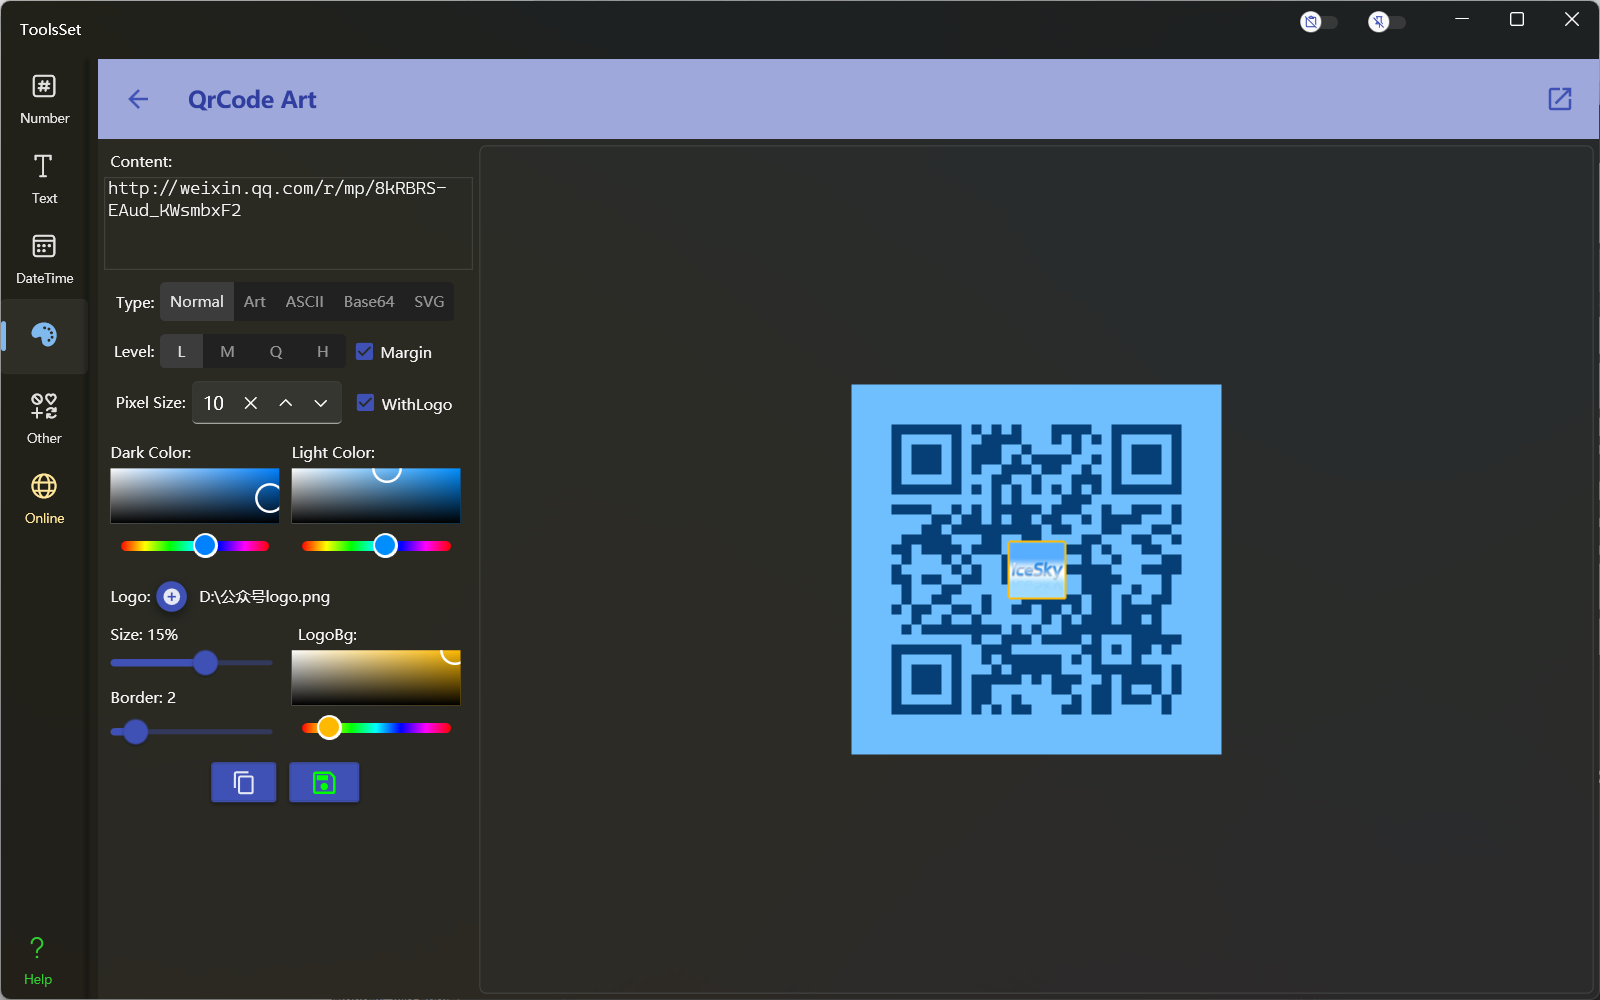 ToolsSet
Number
Text
DateTime
Other
Online
Help
QrCode Art
Content:
http://weixin.qq.com/r/mp/8kRBRS-
EAud_KWsmbxF2
Type: Normal Art ASCII Base64 SVG
Level: L M Q H Margin
Pixel Size: 10 WithLogo
Dark Color: Light Color:
Logo: D:\公众号logo.png
Size: 15% LogoBg:
Border: 2
IceSky